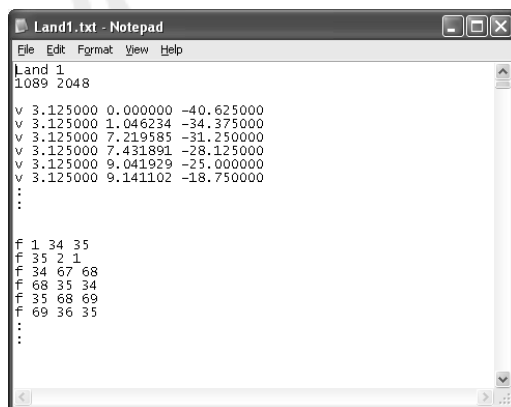 Land1.txt - Notepad
File Edit Format View Help
Land 1
1089 2048
v 3.125000 0.000000 -40.625000
v 3.125000 1.046234 -34.375000
v 3.125000 7.219585 -31.250000
v 3.125000 7.431891 -28.125000
v 3.125000 9.041929 -25.000000
v 3.125000 9.141102 -18.750000
:
:
f 1 34 35
f 35 2 1
f 34 67 68
f 68 35 34
f 35 68 69
f 69 36 35
:
: